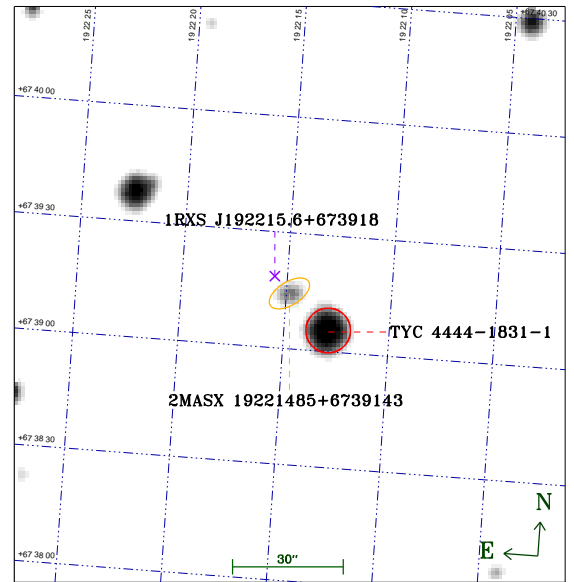 19 22 25
19 22 20
19 22 15
19 22 10
19 22 05
+67 40 30
+67 40 00
+67 39 30
1RXS J192215.6+673918
+67 39 00
TYC 4444-1831-1
2MASX 19221485+6739143
+67 38 30
N
E
+67 38 00
30"